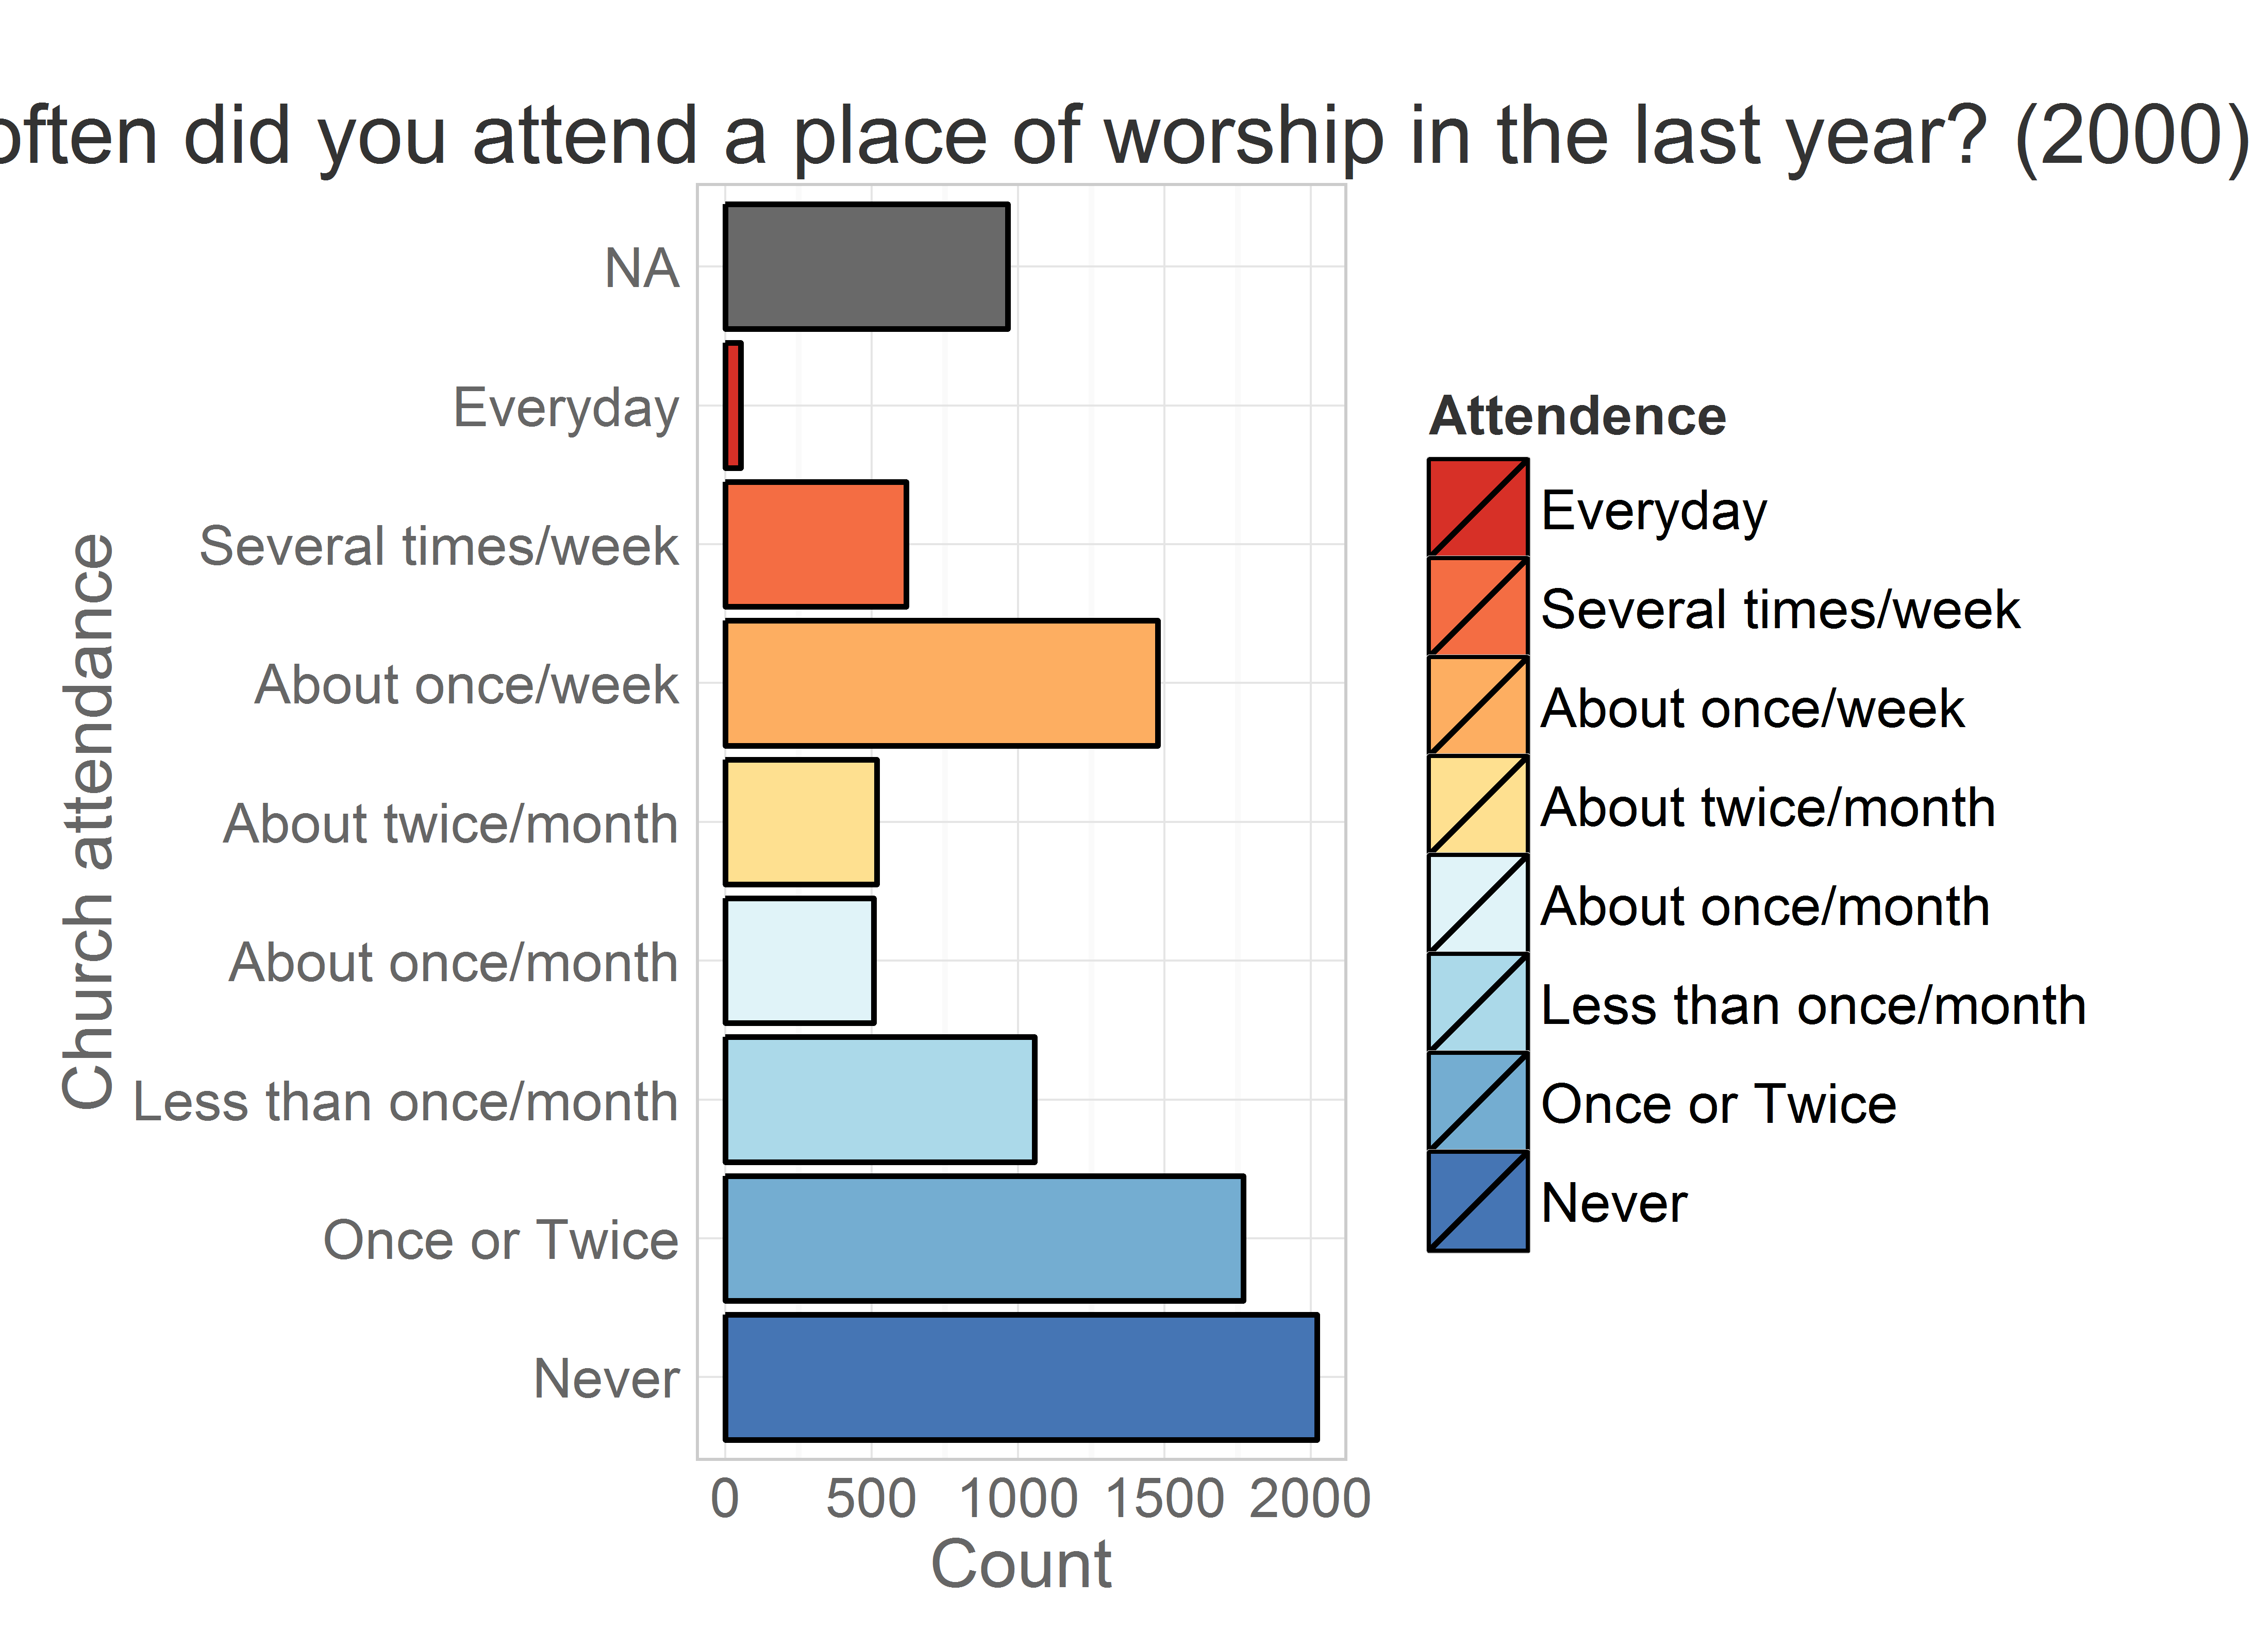 often did you attend a place of worship in the last year? (2000)
NA
Everyday
Several times/week
About once/week
About twice/month
About once/month
Less than once/month
Once or Twice
Never
Church attendance
0 500 1000 1500 2000
Count
Attendence
Everyday
Several times/week
About once/week
About twice/month
About once/month
Less than once/month
Once or Twice
Never